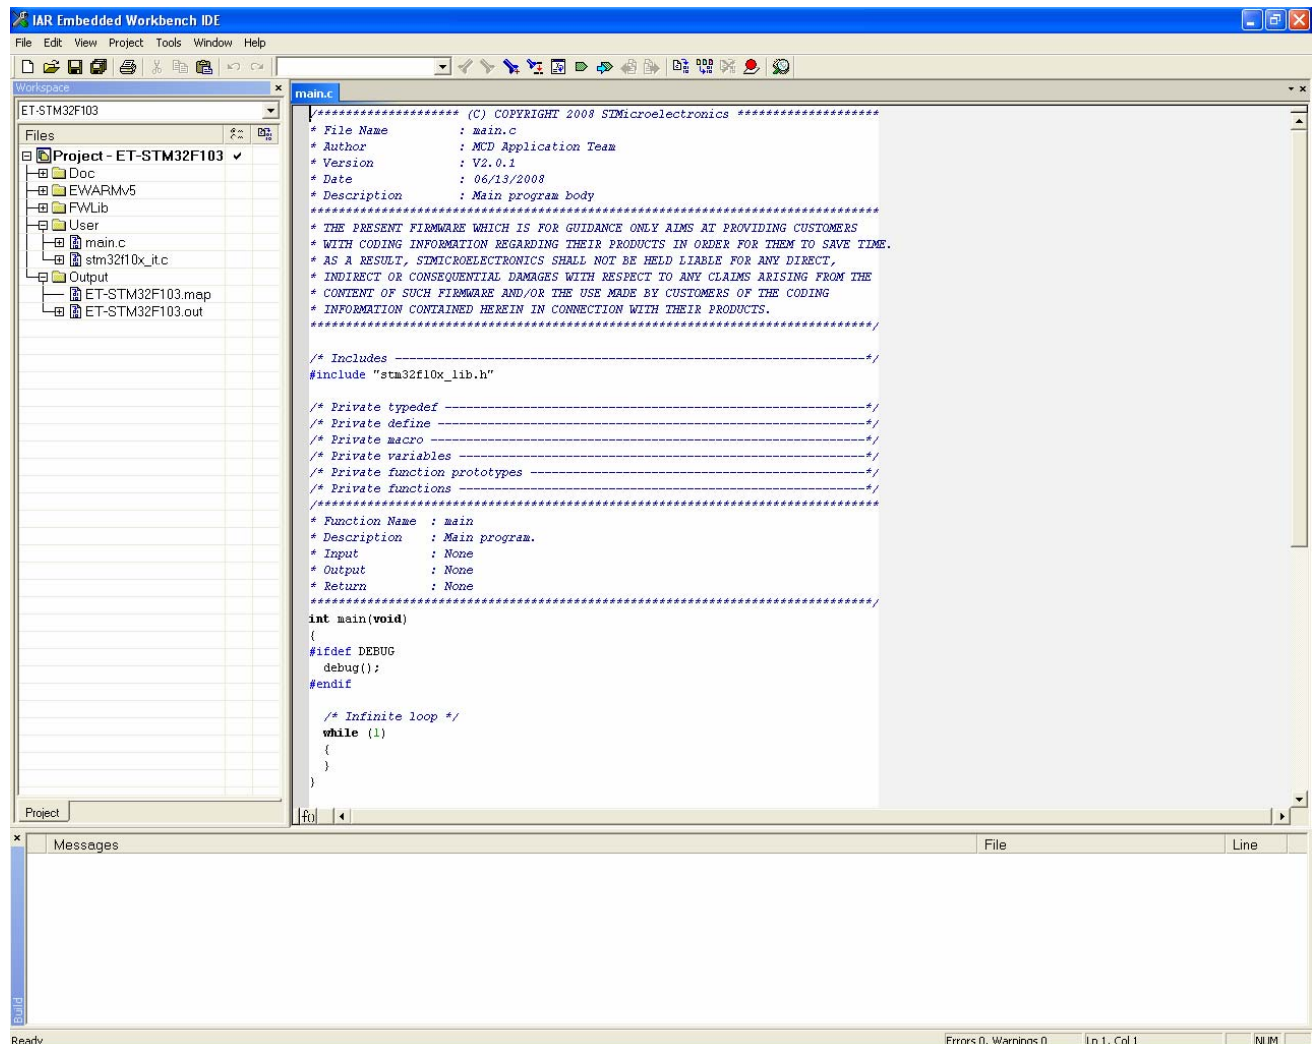 IAR Embedded Workbench IDE
File Edit View Project Tools Window Help
Workspace
ET-STM32F103
Files
Project - ET-STM32F103
Doc
EWARMv5
FWLib
User
main.c
stm32f10x_it.c
Output
ET-STM32F103.map
ET-STM32F103.out
Project
main.c
/******************** (C) COPYRIGHT 2008 STMicroelectronics ********************
* File Name          : main.c
* Author             : MCD Application Team
* Version            : V2.0.1
* Date               : 06/13/2008
* Description        : Main program body
********************************************************************************
* THE PRESENT FIRMWARE WHICH IS FOR GUIDANCE ONLY AIMS AT PROVIDING CUSTOMERS
* WITH CODING INFORMATION REGARDING THEIR PRODUCTS IN ORDER FOR THEM TO SAVE TIME.
* AS A RESULT, STMICROELECTRONICS SHALL NOT BE HELD LIABLE FOR ANY DIRECT,
* INDIRECT OR CONSEQUENTIAL DAMAGES WITH RESPECT TO ANY CLAIMS ARISING FROM THE
* CONTENT OF SUCH FIRMWARE AND/OR THE USE MADE BY CUSTOMERS OF THE CODING
* INFORMATION CONTAINED HEREIN IN CONNECTION WITH THEIR PRODUCTS.
*******************************************************************************/
/* Includes ------------------------------------------------------------------*/
#include "stm32f10x_lib.h"
/* Private typedef -----------------------------------------------------------*/
/* Private define ------------------------------------------------------------*/
/* Private macro -------------------------------------------------------------*/
/* Private variables ---------------------------------------------------------*/
/* Private function prototypes -----------------------------------------------*/
/* Private functions ---------------------------------------------------------*/
/*******************************************************************************
* Function Name  : main
* Description    : Main program.
* Input          : None
* Output         : None
* Return         : None
*******************************************************************************/
int main(void)
{
#ifdef DEBUG
  debug();
#endif
  /* Infinite loop */
  while (1)
  {
  }
}
f()
Messages File Line
Build
Ready Errors 0, Warnings 0 Ln 1, Col 1 NUM